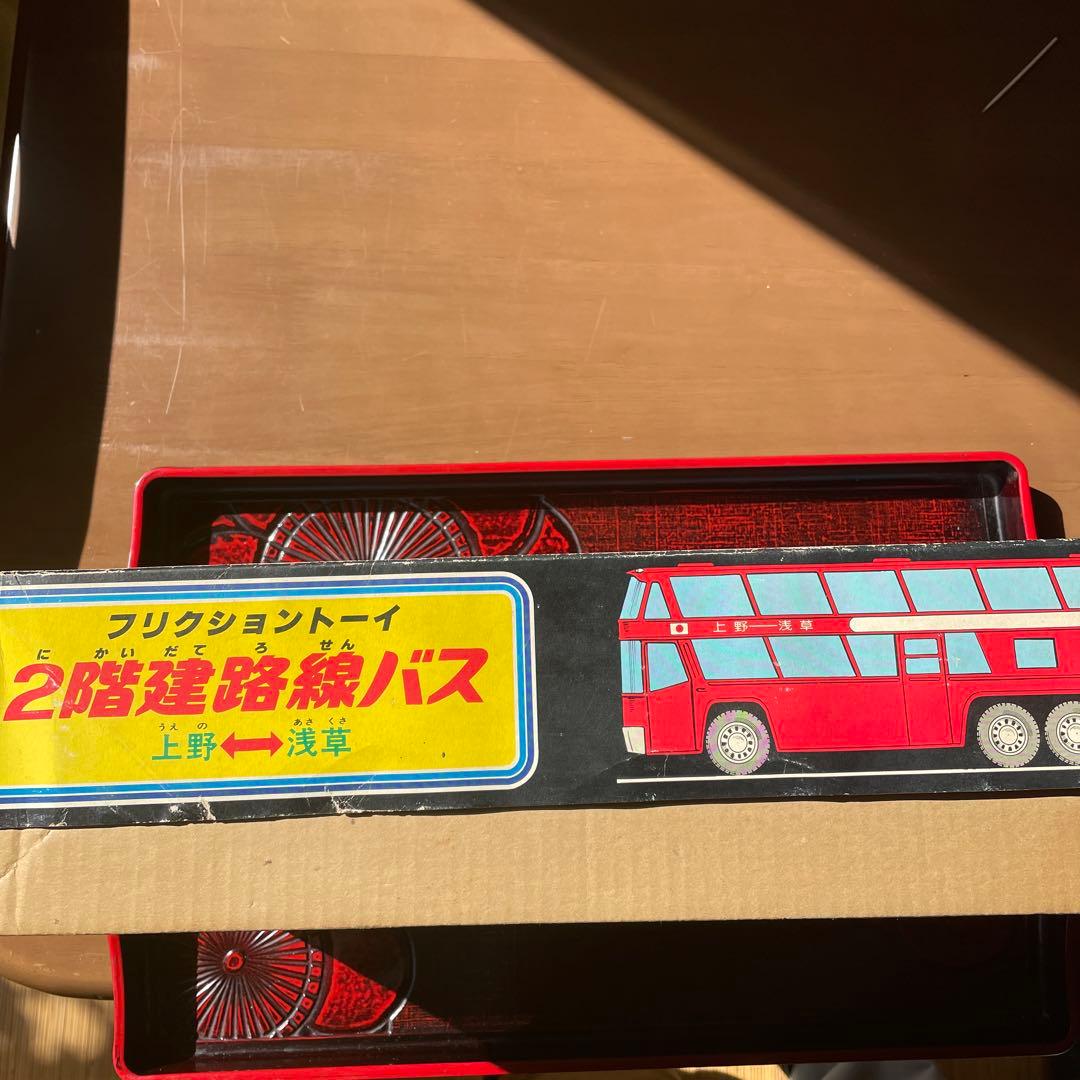 フリクショントーイ
に かい だて ろ せん
2階建路線バス
うえ の あさ くさ
上野↔浅草
上野──浅草